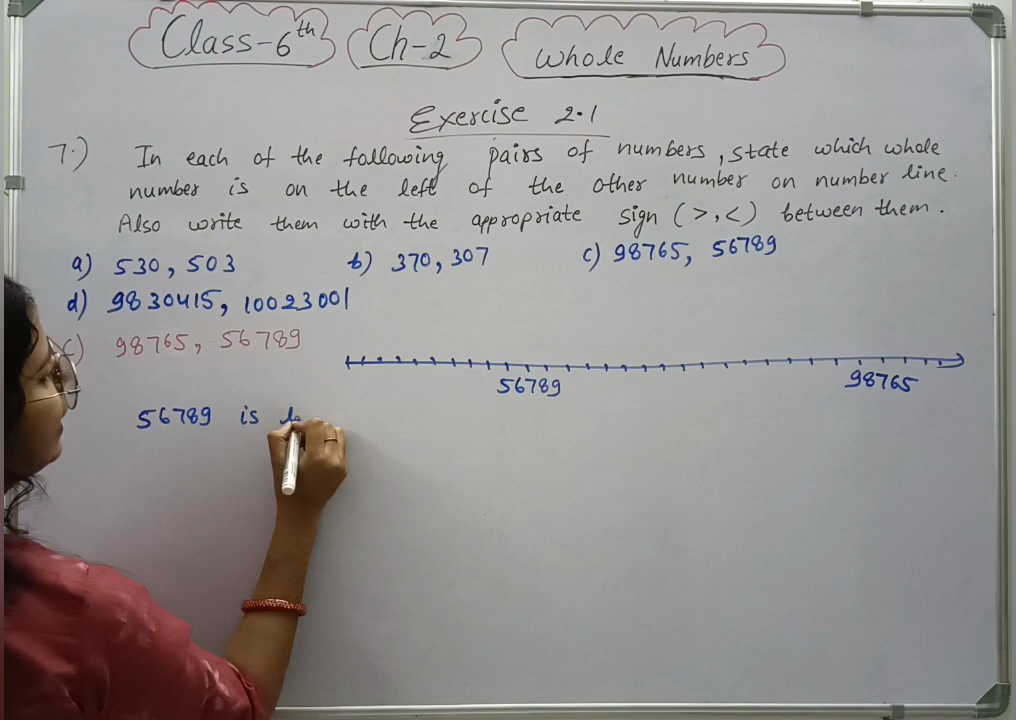 Class-6th Ch-2 Whole Numbers
Exercise 2.1
7.) In each of the following pairs of numbers, state which whole
number is on the left of the other number on number line.
Also write them with the appropriate sign (>,<) between them.
a) 530, 503 b) 370, 307 c) 98765, 56789
d) 9830415, 10023001
c) 98765, 56789
56789 98765
56789 is